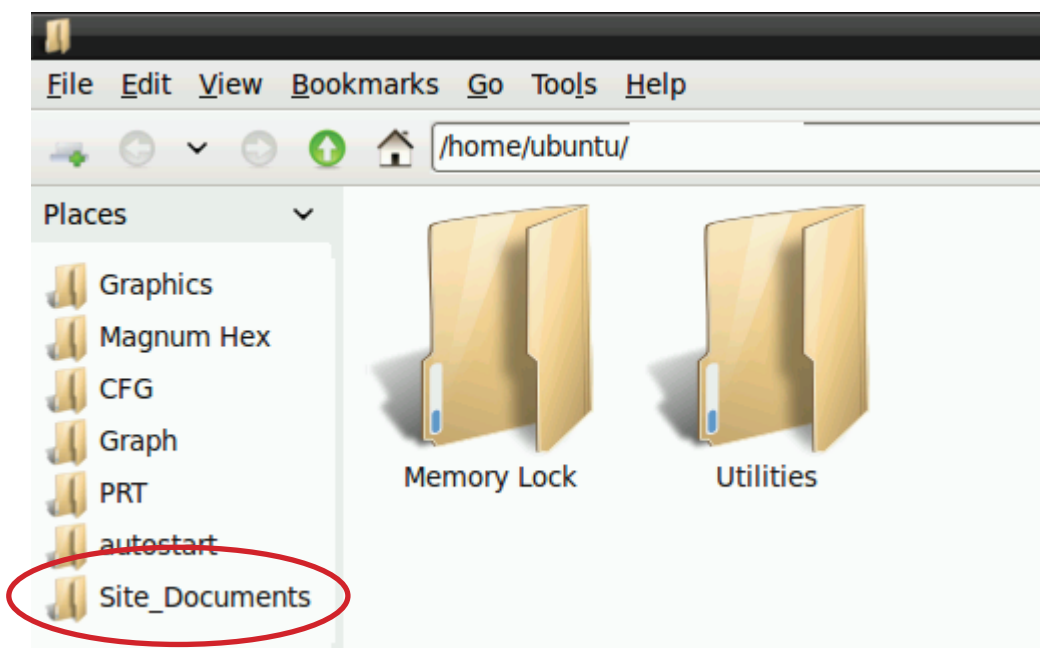 File Edit View Bookmarks Go Tools Help
/home/ubuntu/
Places
Graphics
Magnum Hex
CFG
Graph
PRT
autostart
Site_Documents
Memory Lock
Utilities